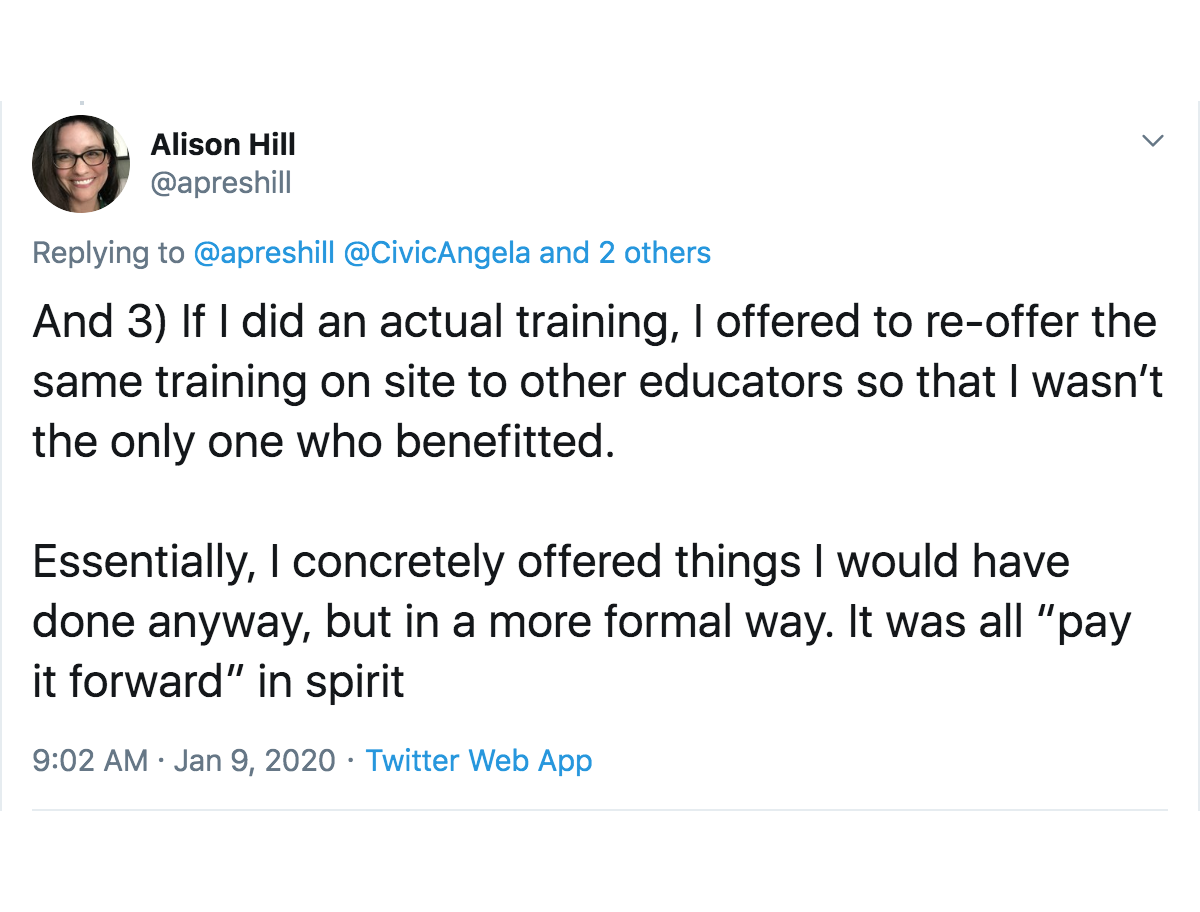 Alison Hill
@apreshill
Replying to @apreshill @CivicAngela and 2 others
And 3) If I did an actual training, I offered to re-offer the
same training on site to other educators so that I wasn’t
the only one who benefitted.
Essentially, I concretely offered things I would have
done anyway, but in a more formal way. It was all “pay
it forward” in spirit
9:02 AM · Jan 9, 2020 · Twitter Web App